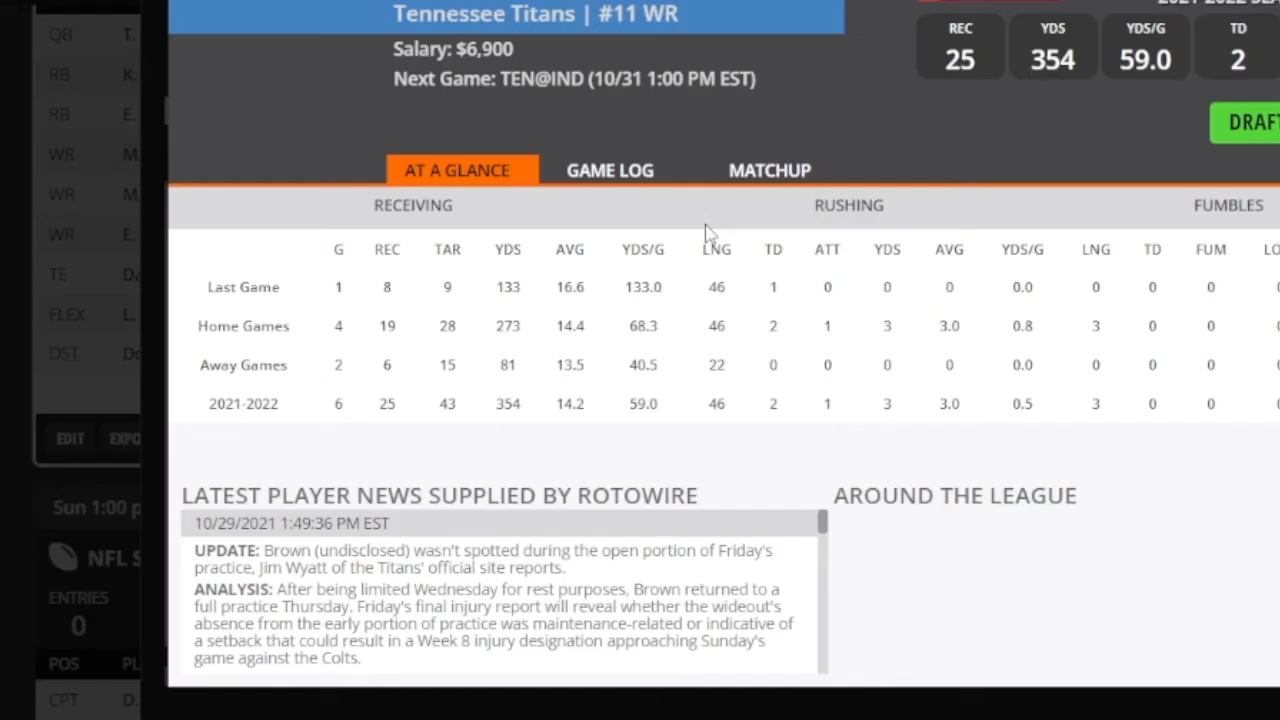 Tennessee Titans | #11 WR
Salary: $6,900
Next Game: TEN@IND (10/31 1:00 PM EST)
REC YDS YDS/G TD
25 354 59.0 2
DRAFT
AT A GLANCE GAME LOG MATCHUP
RECEIVING RUSHING FUMBLES
G REC TAR YDS AVG YDS/G LNG TD ATT YDS AVG YDS/G LNG TD FUM LO
Last Game 1 8 9 133 16.6 133.0 46 1 0 0 0 0.0 0 0 0
Home Games 4 19 28 273 14.4 68.3 46 2 1 3 3.0 0.8 3 0 0
Away Games 2 6 15 81 13.5 40.5 22 0 0 0 0 0.0 0 0 0
2021-2022 6 25 43 354 14.2 59.0 46 2 1 3 3.0 0.5 3 0 0
LATEST PLAYER NEWS SUPPLIED BY ROTOWIRE
10/29/2021 1:49:36 PM EST
UPDATE: Brown (undisclosed) wasn't spotted during the open portion of Friday's
practice, Jim Wyatt of the Titans' official site reports.
ANALYSIS: After being limited Wednesday for rest purposes, Brown returned to a
full practice Thursday. Friday's final injury report will reveal whether the wideout's
absence from the early portion of practice was maintenance-related or indicative of
a setback that could result in a Week 8 injury designation approaching Sunday's
game against the Colts.
AROUND THE LEAGUE
QB T.
RB K.
RB E.
WR M.
WR M.
WR E.
TE Da
FLEX L.
DST De
EDIT EXPO
Sun 1:00 p
NFL S
ENTRIES
0
POS PL
CPT D.